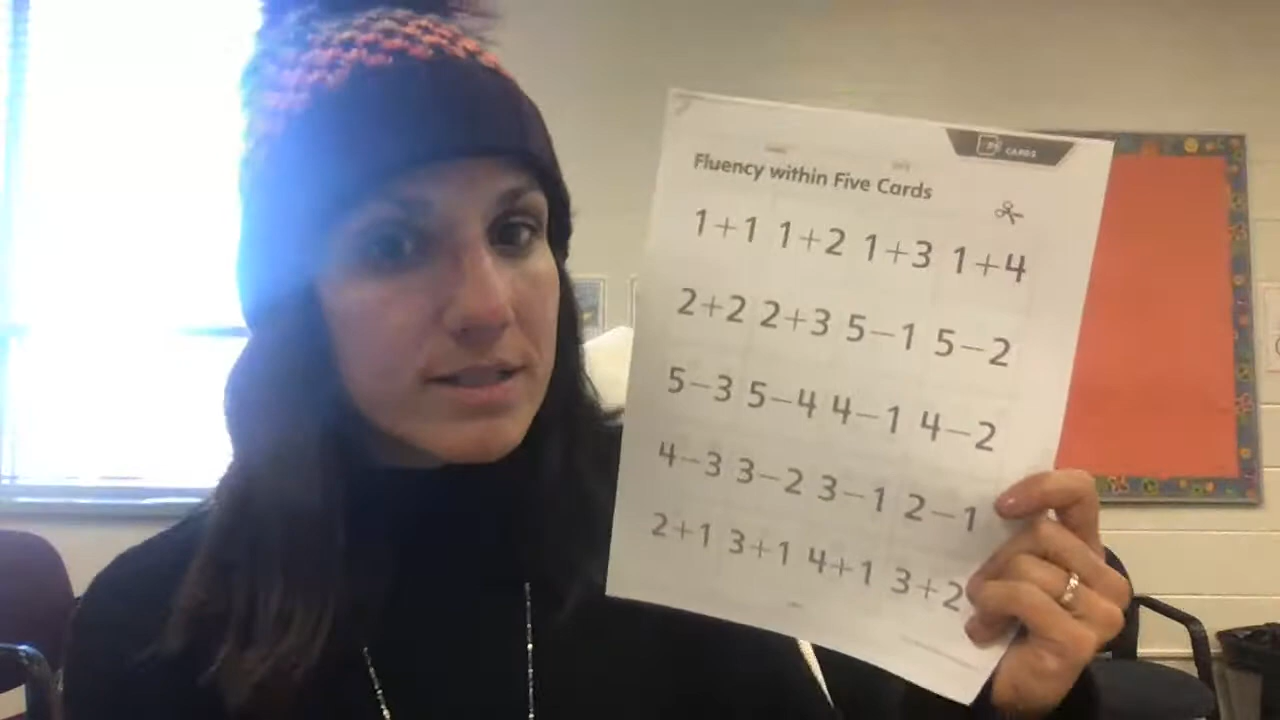 CARDS
Fluency within Five Cards
1+1 1+2 1+3 1+4
2+2 2+3 5−1 5−2
5−3 5−4 4−1 4−2
4−3 3−2 3−1 2−1
2+1 3+1 4+1 3+2